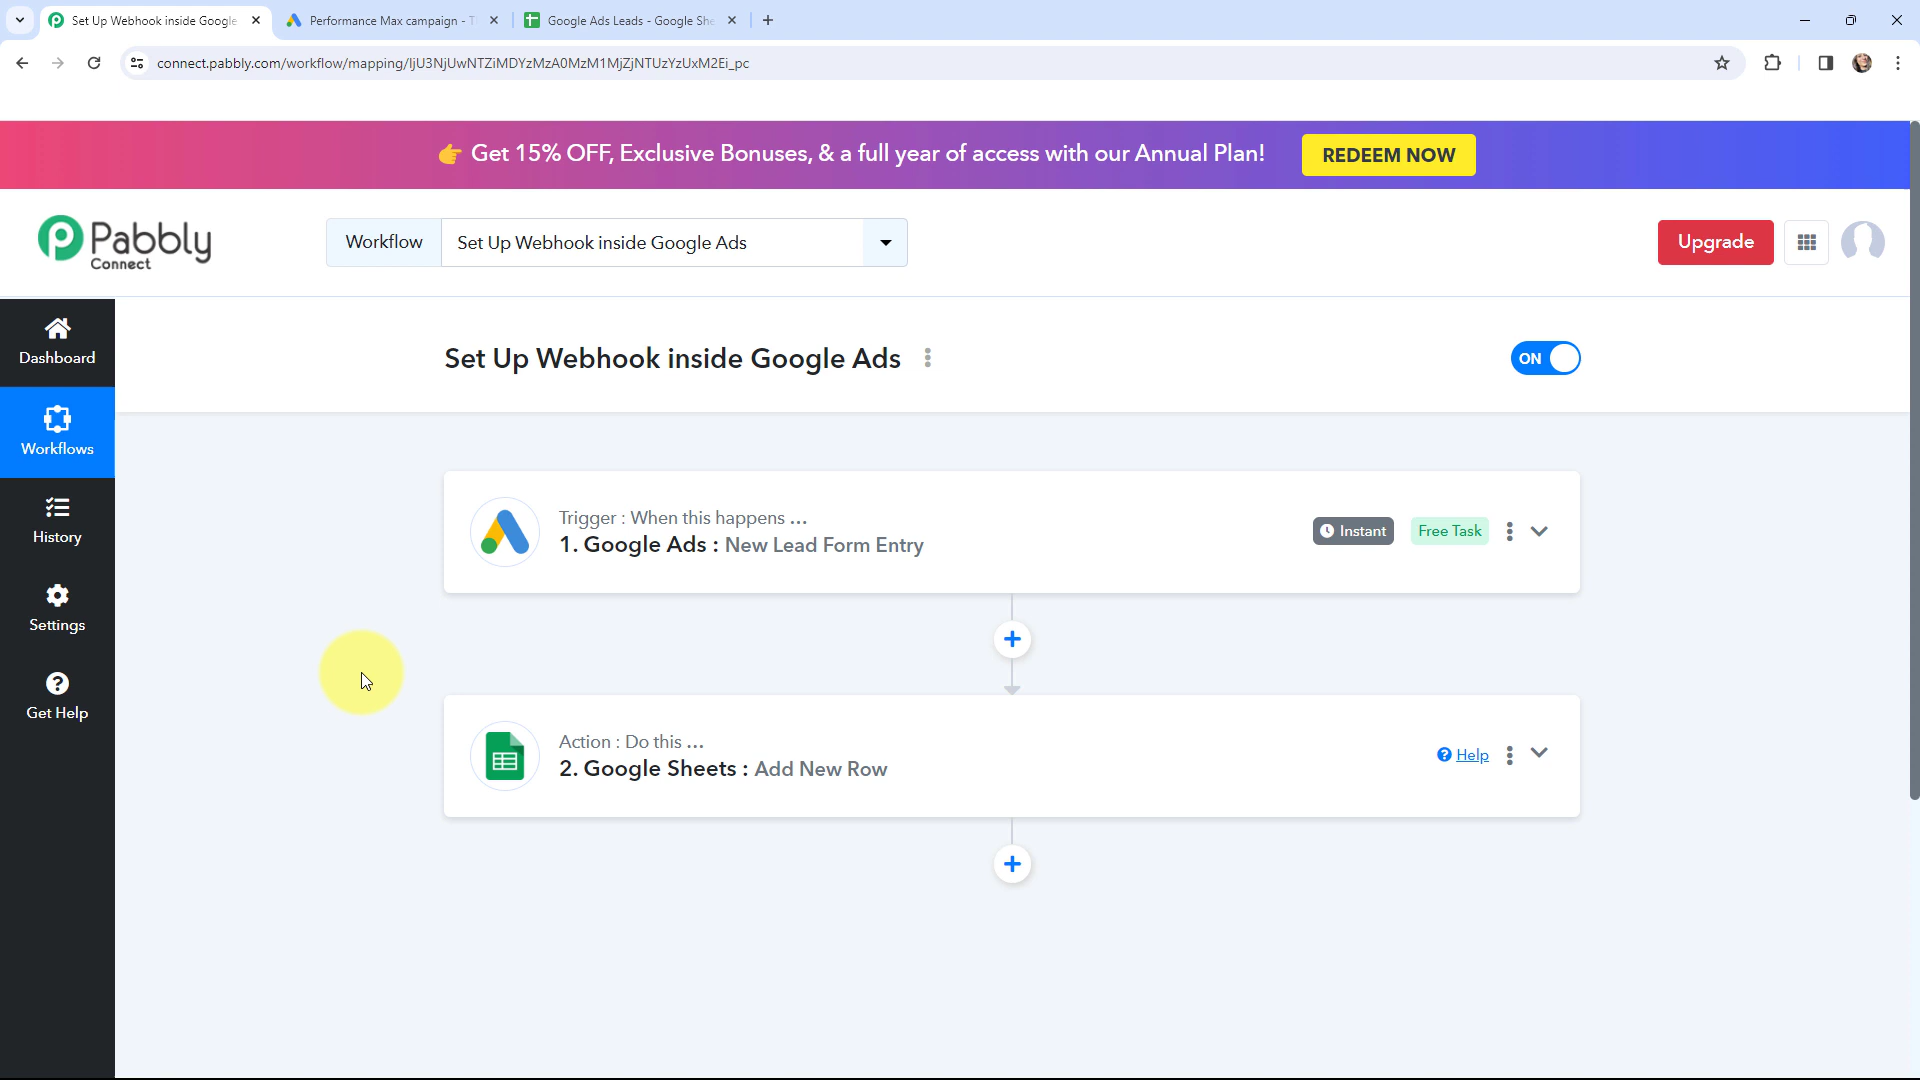 Set Up Webhook inside Google
Performance Max campaign - T
Google Ads Leads - Google She
connect.pabbly.com/workflow/mapping/IjU3NjUwNTZiMDYzMzA0MzM1MjZjNTUzYzUxM2Ei_pc
👉 Get 15% OFF, Exclusive Bonuses, & a full year of access with our Annual Plan!
REDEEM NOW
Pabbly
Connect
Workflow
Set Up Webhook inside Google Ads
Upgrade
Dashboard
Workflows
History
Settings
Get Help
Set Up Webhook inside Google Ads
ON
Trigger : When this happens ...
1. Google Ads : New Lead Form Entry
Instant
Free Task
Action : Do this ...
2. Google Sheets : Add New Row
Help